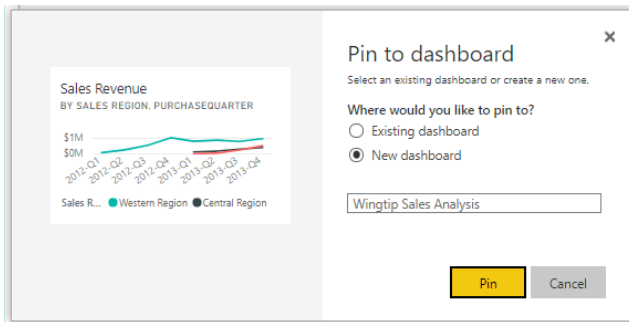 Sales Revenue
BY SALES REGION, PURCHASEQUARTER
$1M
$0M
2012-Q1 2012-Q2 2012-Q3 2012-Q4 2013-Q1 2013-Q2 2013-Q3 2013-Q4
Sales R... Western Region Central Region
Pin to dashboard
Select an existing dashboard or create a new one.
Where would you like to pin to?
Existing dashboard
New dashboard
Wingtip Sales Analysis
Pin Cancel